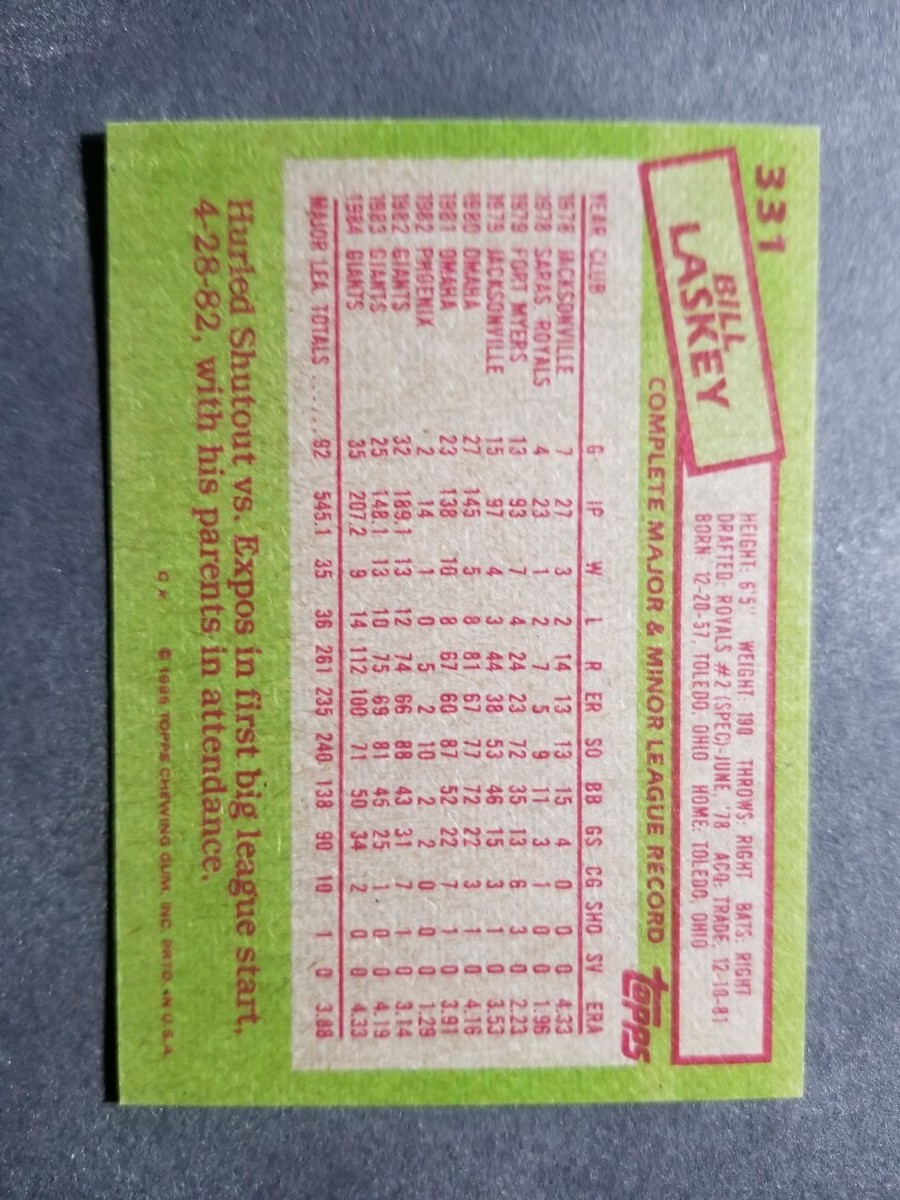 331
BILL
LASKEY
HEIGHT: 6'5" WEIGHT: 190 THROWS: RIGHT BATS: RIGHT
DRAFTED: ROYALS #2 (SPEC)-JUNE, '78 ACQ: TRADE, 12-10-81
BORN: 12-20-57, TOLEDO, OHIO HOME: TOLEDO, OHIO
COMPLETE MAJOR & MINOR LEAGUE RECORD
topps
YEAR CLUB G IP W L R ER SO BB GS CG SHO SV ERA
1978 JACKSONVILLE 7 27 3 2 14 13 13 15 4 0 0 0 4.33
1978 SARAS. ROYALS 4 23 1 2 7 5 9 11 3 1 0 0 1.96
1979 FORT MYERS 13 93 7 4 24 23 72 35 13 6 3 0 2.23
1979 JACKSONVILLE 15 97 4 3 44 38 53 46 15 3 1 0 3.53
1980 OMAHA 27 145 5 8 81 67 77 72 22 3 1 0 4.16
1981 OMAHA 23 138 10 8 67 60 87 52 22 7 1 0 3.91
1982 PHOENIX 2 14 1 0 5 2 10 2 2 0 0 0 1.29
1982 GIANTS 32 189.1 13 12 74 66 88 43 31 7 1 0 3.14
1983 GIANTS 25 148.1 13 10 75 69 81 45 25 1 0 0 4.19
1984 GIANTS 35 207.2 9 14 112 100 71 50 34 2 0 0 4.33
MAJOR LEA. TOTALS ...... 92 545.1 35 36 261 235 240 138 90 10 1 0 3.88
Hurled Shutout vs. Expos in first big league start,
4-28-82, with his parents in attendance.
C* © 1985 TOPPS CHEWING GUM, INC. PRTD. IN U.S.A.